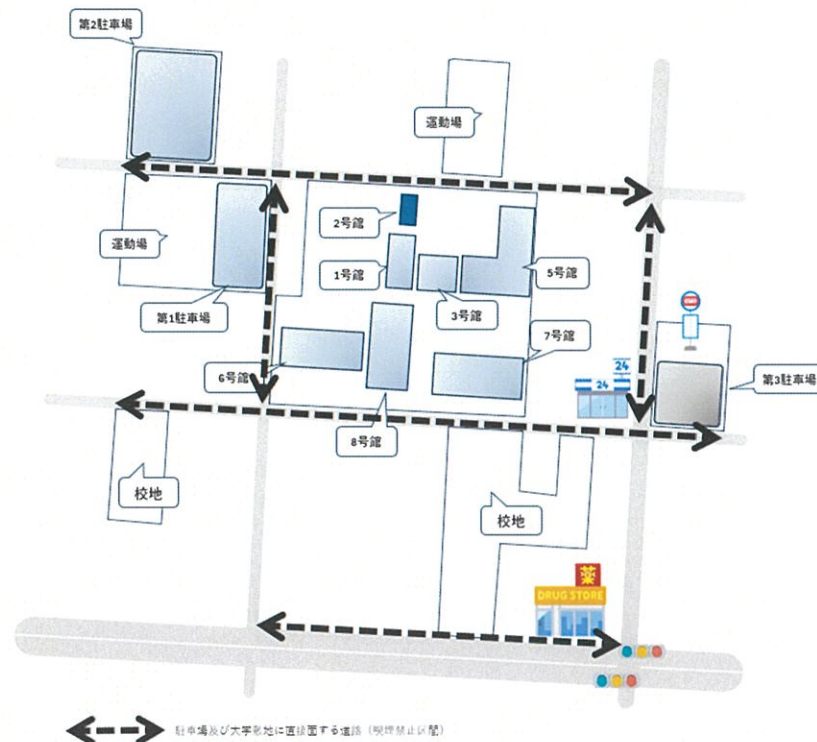 第2駐車場
運動場
2号館
運動場
1号館
5号館
3号館
第1駐車場
7号館
24
6号館
24
第3駐車場
8号館
校地
校地
薬
DRUG STORE
駐車場及び大学敷地に直接面する道路（喫煙禁止区間）